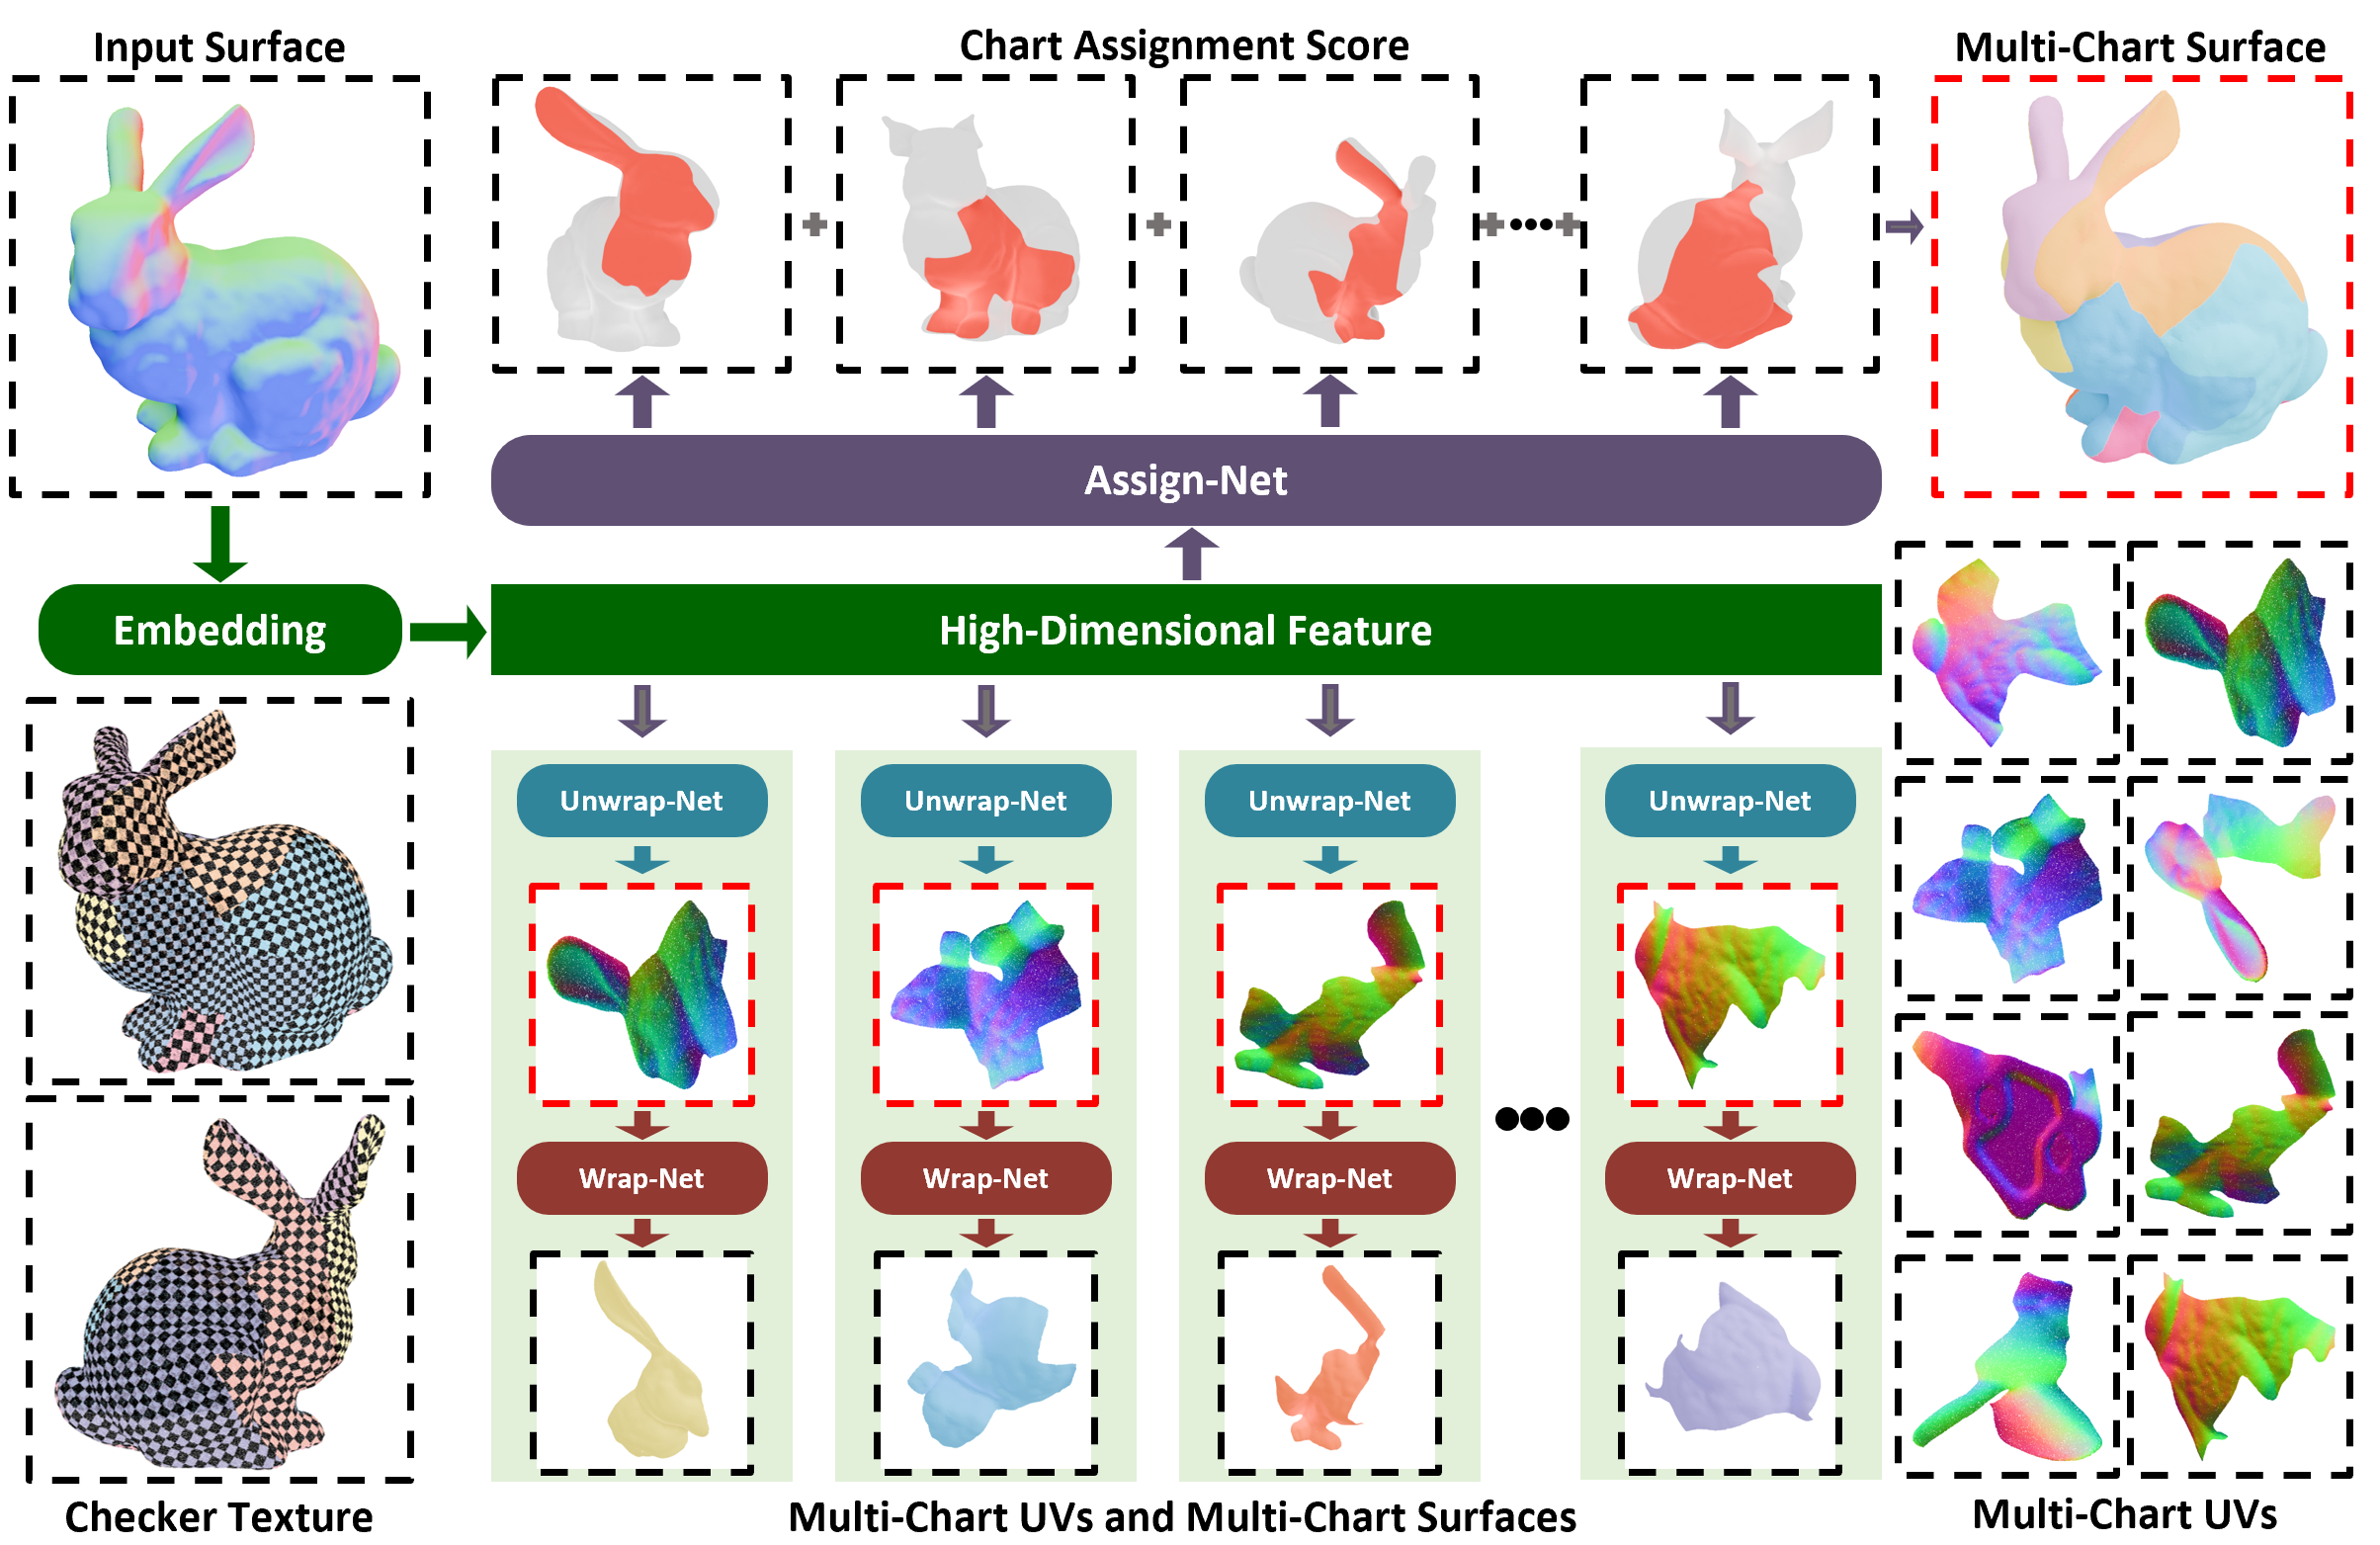 Input Surface
Chart Assignment Score
Multi-Chart Surface
Assign-Net
Embedding
High-Dimensional Feature
Unwrap-Net
Unwrap-Net
Unwrap-Net
Unwrap-Net
Wrap-Net
Wrap-Net
Wrap-Net
Wrap-Net
Checker Texture
Multi-Chart UVs and Multi-Chart Surfaces
Multi-Chart UVs